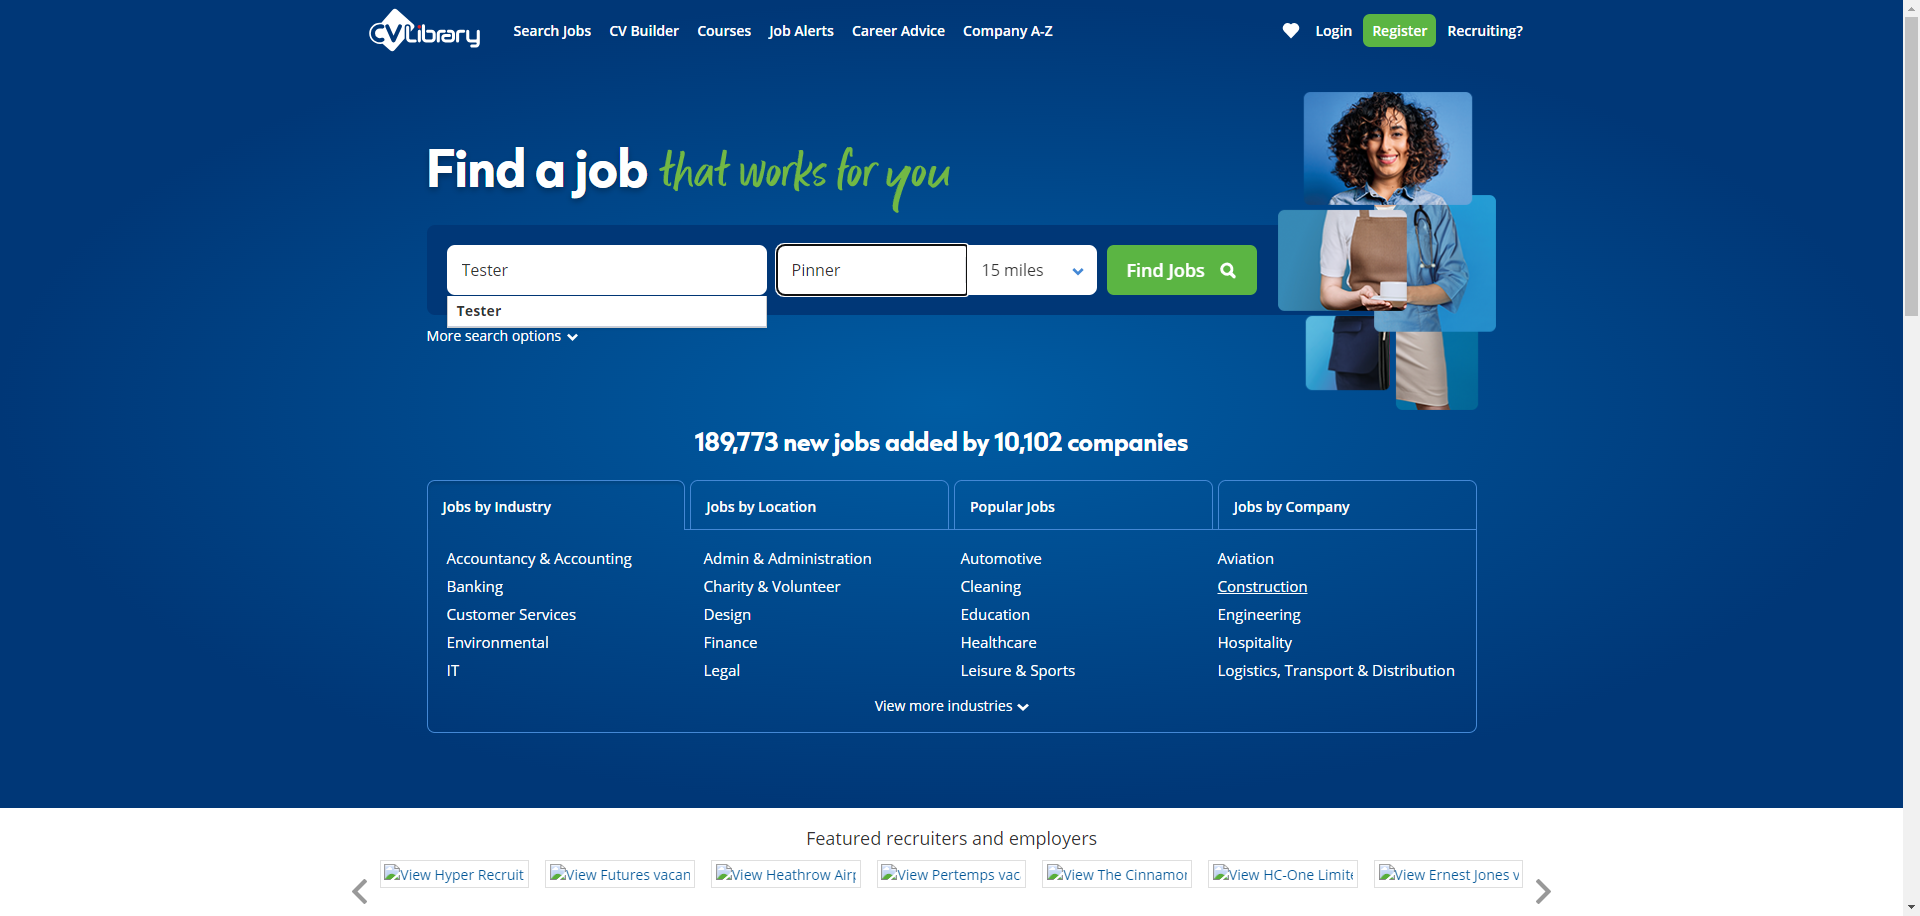 CVLibrary
Search Jobs CV Builder Courses Job Alerts Career Advice Company A-Z
Login Register Recruiting?
Find a job that works for you
Tester Pinner 15 miles Find Jobs
Tester
More search options
189,773 new jobs added by 10,102 companies
Jobs by Industry Jobs by Location Popular Jobs Jobs by Company
Accountancy & Accounting Admin & Administration Automotive Aviation
Banking Charity & Volunteer Cleaning Construction
Customer Services Design Education Engineering
Environmental Finance Healthcare Hospitality
IT Legal Leisure & Sports Logistics, Transport & Distribution
View more industries
Featured recruiters and employers
View Hyper Recruit View Futures vacan View Heathrow Air View Pertemps vac View The Cinnamo View HC-One Limite View Ernest Jones v